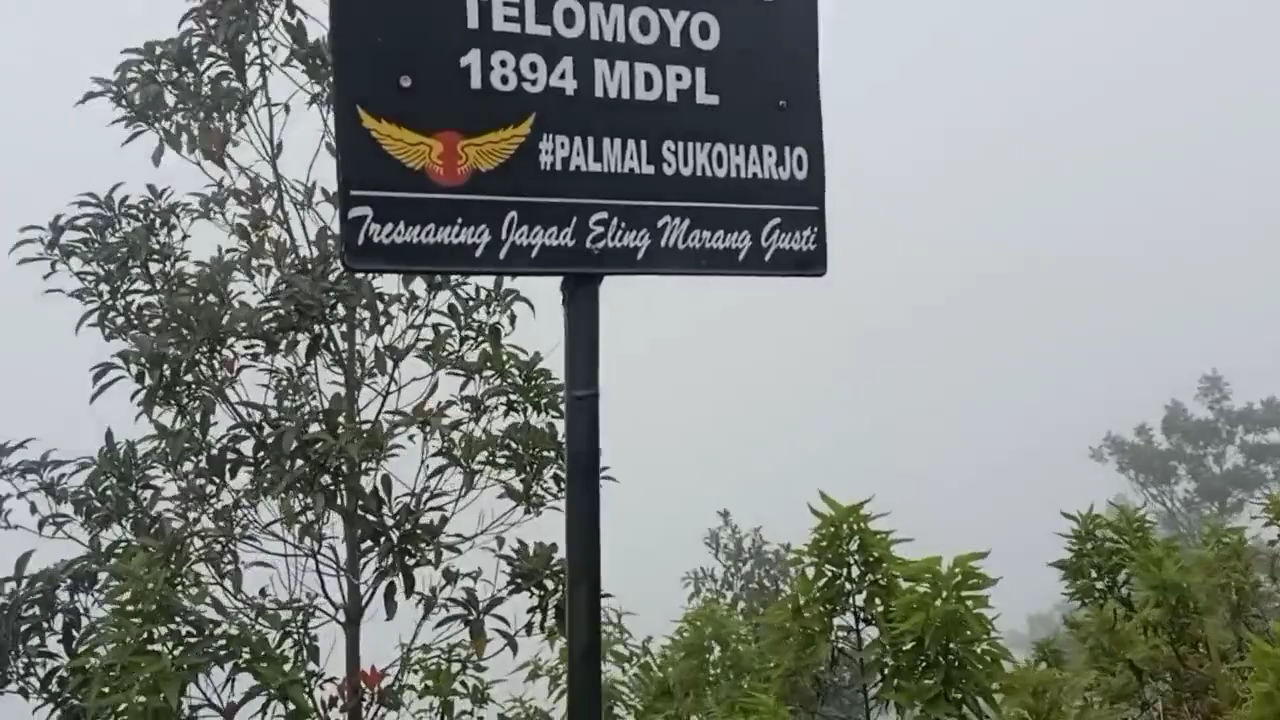 TELOMOYO
1894 MDPL
#PALMAL SUKOHARJO
Tresnaning Jagad Eling Marang Gusti